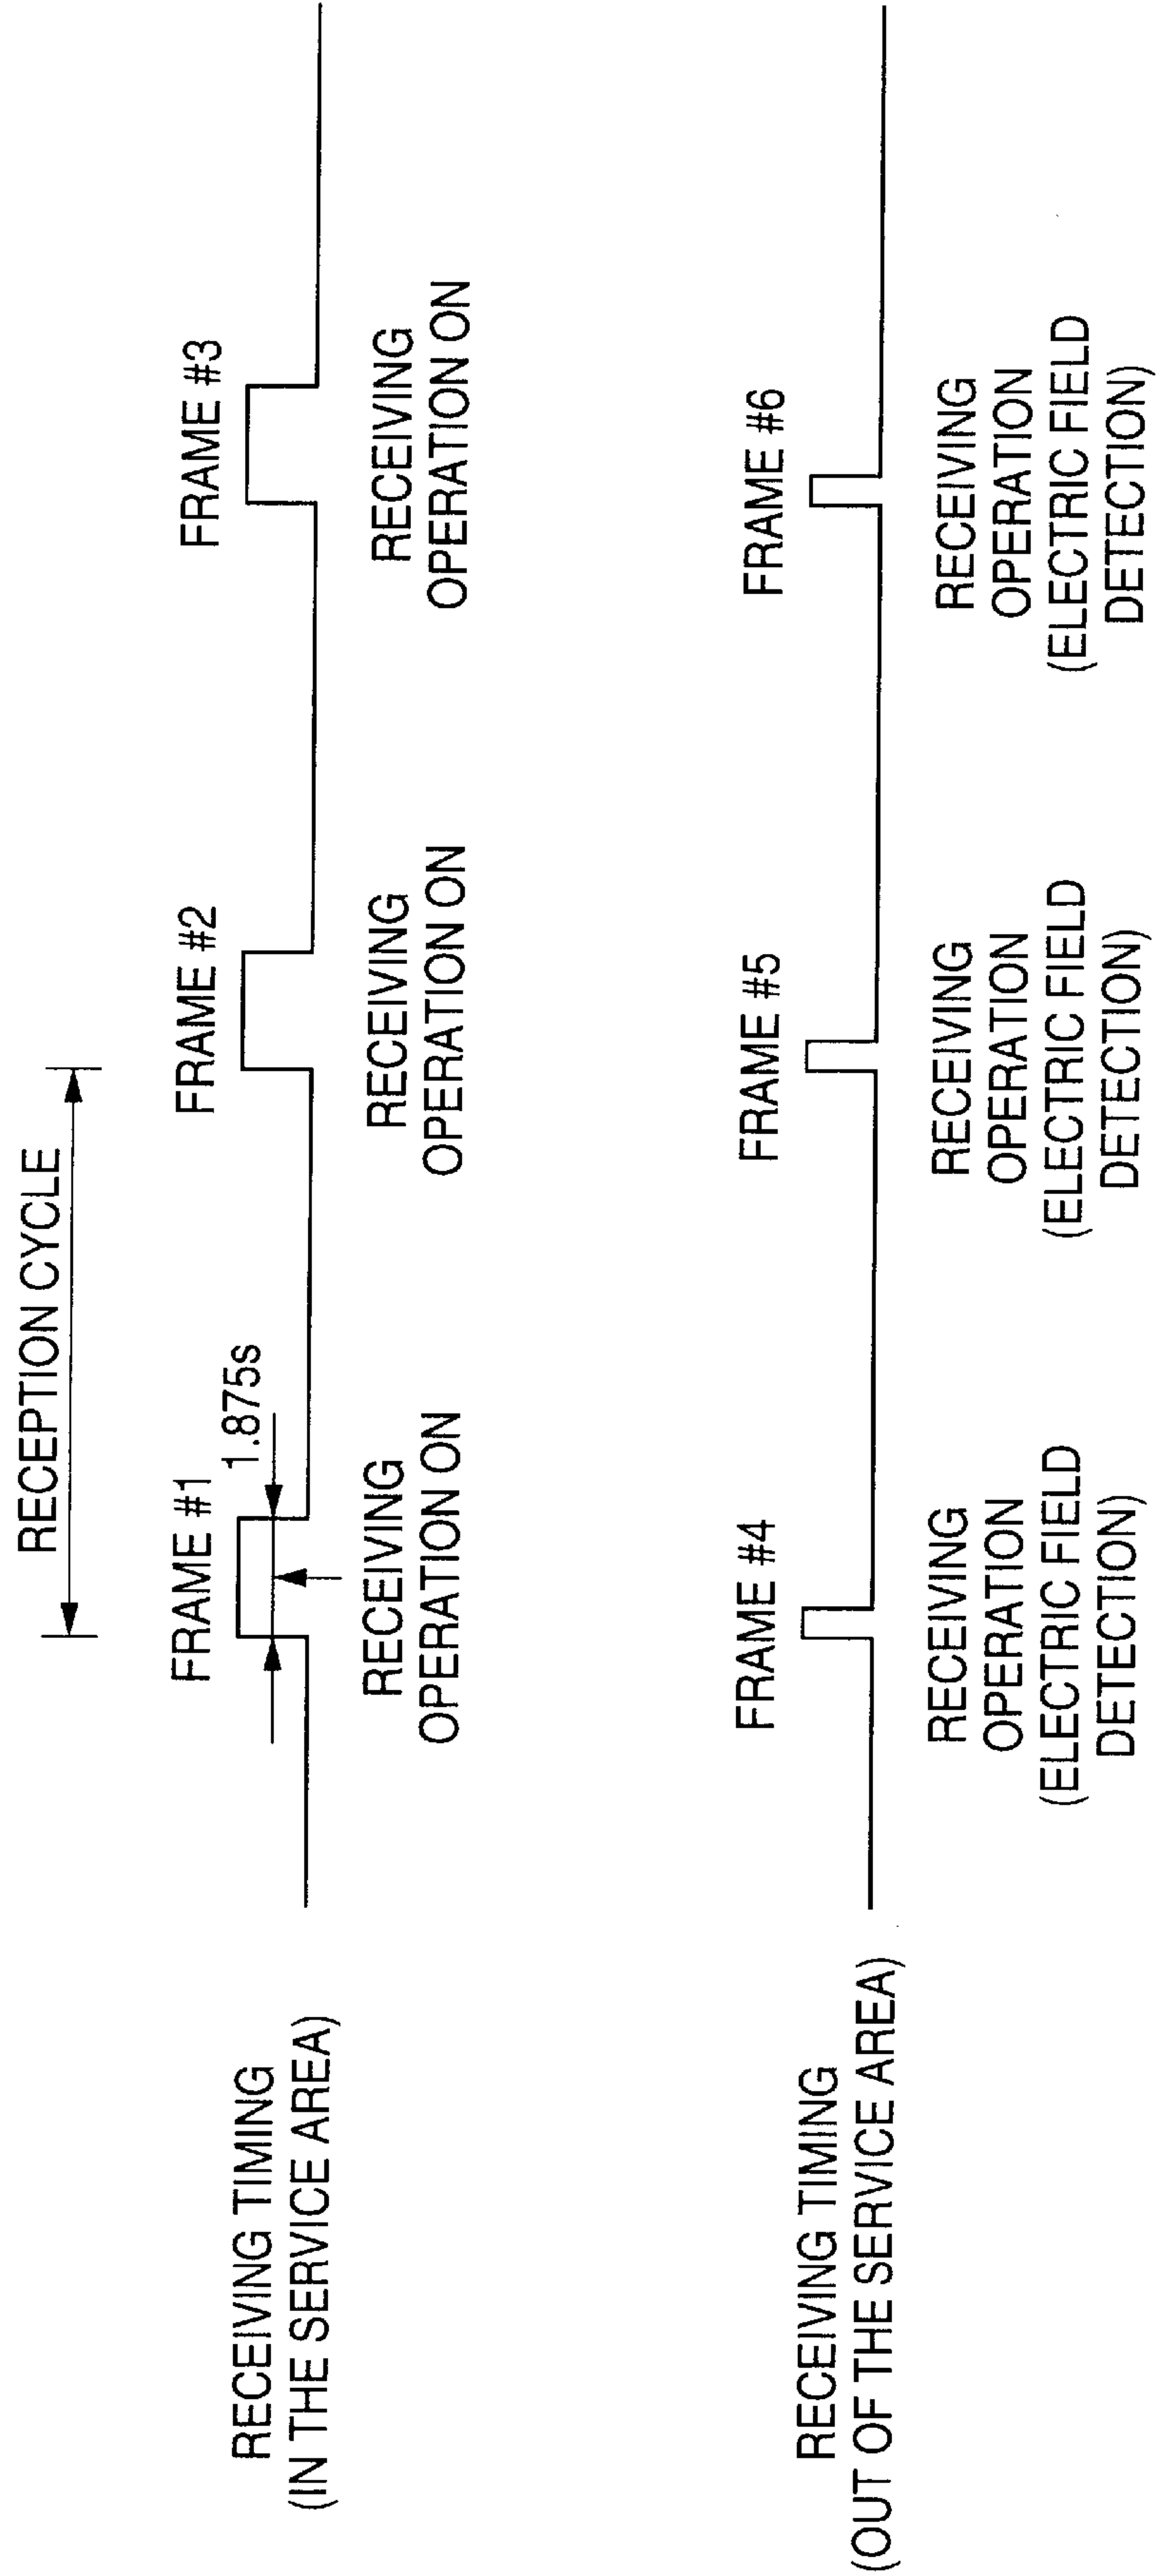 RECEPTION CYCLE
FRAME #1
FRAME #2
FRAME #3
1.875s
RECEIVING TIMING
(IN THE SERVICE AREA)
RECEIVING
OPERATION ON
RECEIVING
OPERATION ON
RECEIVING
OPERATION ON
FRAME #4
FRAME #5
FRAME #6
RECEIVING TIMING
(OUT OF THE SERVICE AREA)
RECEIVING
OPERATION
(ELECTRIC FIELD
DETECTION)
RECEIVING
OPERATION
(ELECTRIC FIELD
DETECTION)
RECEIVING
OPERATION
(ELECTRIC FIELD
DETECTION)